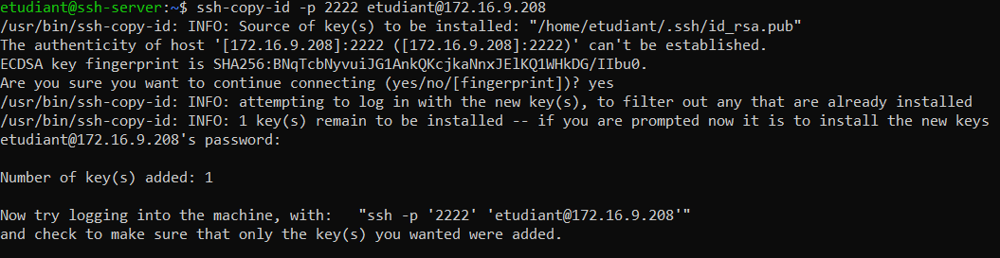 etudiant@ssh-server:~$ ssh-copy-id -p 2222 etudiant@172.16.9.208
/usr/bin/ssh-copy-id: INFO: Source of key(s) to be installed: "/home/etudiant/.ssh/id_rsa.pub"
The authenticity of host '[172.16.9.208]:2222 ([172.16.9.208]:2222)' can't be established.
ECDSA key fingerprint is SHA256:BNqTcbNyvuiJG1AnkQKcjkaNnxJElKQ1WHkDG/IIbu0.
Are you sure you want to continue connecting (yes/no/[fingerprint])? yes
/usr/bin/ssh-copy-id: INFO: attempting to log in with the new key(s), to filter out any that are already installed
/usr/bin/ssh-copy-id: INFO: 1 key(s) remain to be installed -- if you are prompted now it is to install the new keys
etudiant@172.16.9.208's password:
Number of key(s) added: 1
Now try logging into the machine, with:   "ssh -p '2222' 'etudiant@172.16.9.208'"
and check to make sure that only the key(s) you wanted were added.